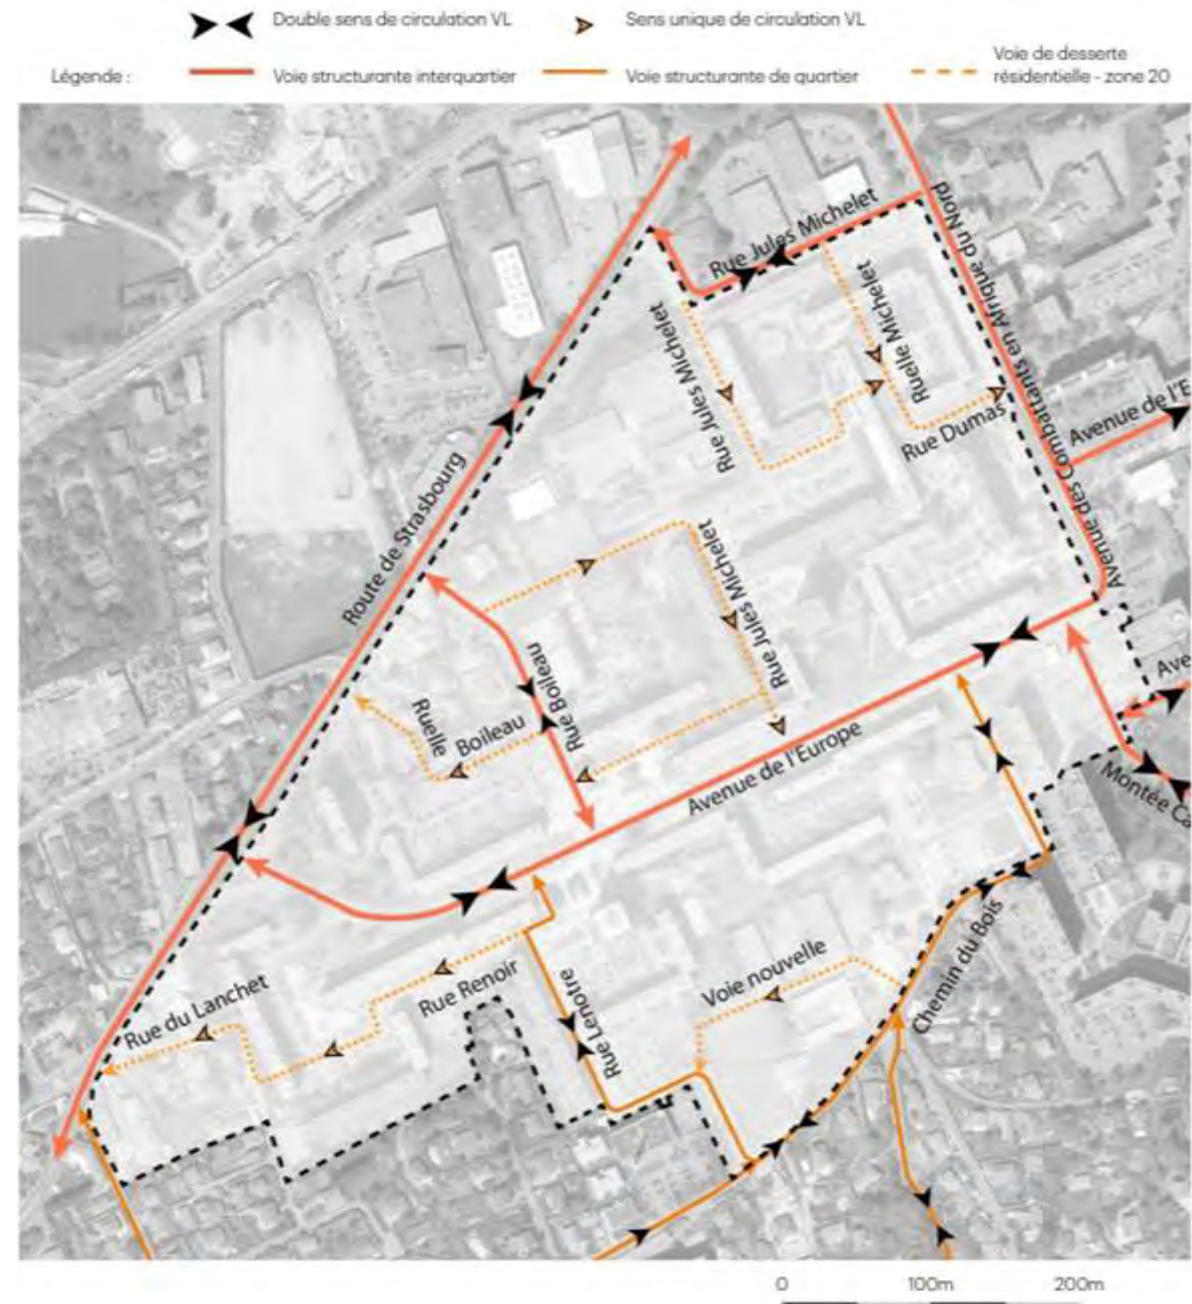 Double sens de circulation VL
Sens unique de circulation VL
Légende :
Voie structurante interquartier
Voie structurante de quartier
Voie de desserte
résidentielle - zone 20
Rue Jules Michelet
Avenue des Combattants en Afrique du Nord
Ruelle Michelet
Rue Jules Michelet
Rue Dumas
Avenue de l'E
Route de Strasbourg
Rue Jules Michelet
Rue Boileau
Ruelle
Boileau
Ave
Avenue de l'Europe
Montée Ca
Rue du Lanchet
Rue Renoir
Rue Lenotre
Voie nouvelle
Chemin du Bois
0 100m 200m